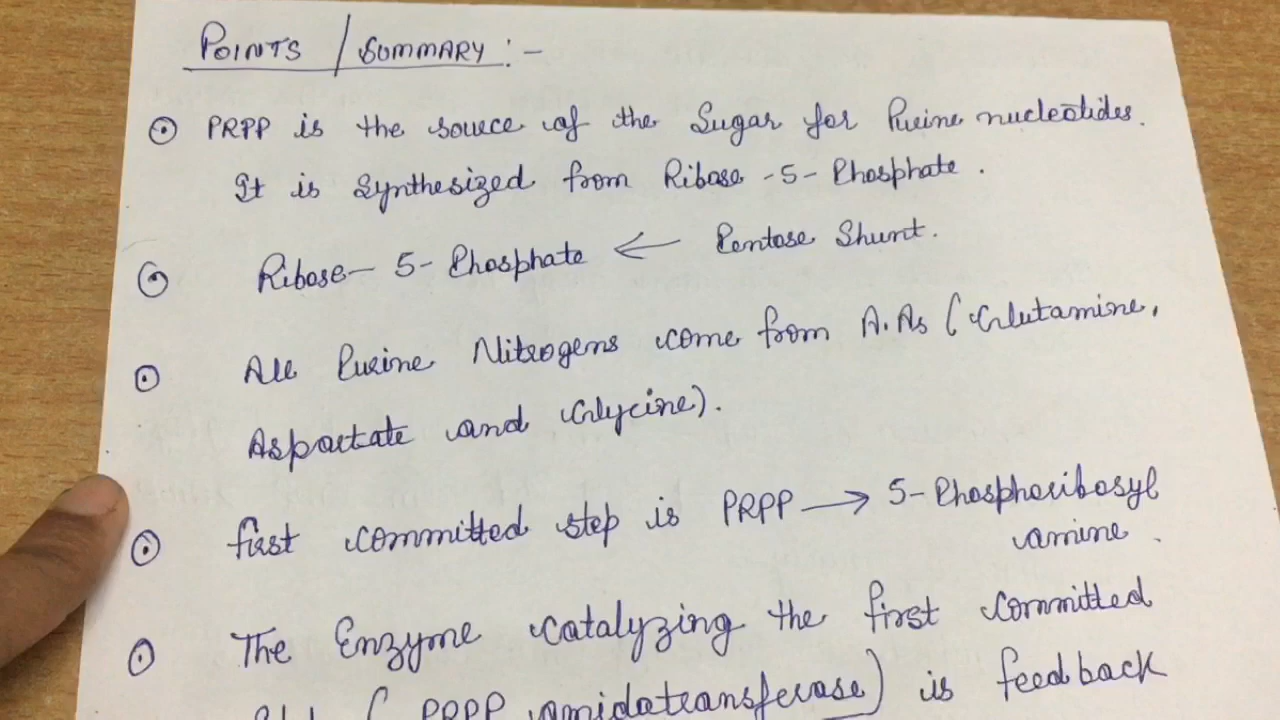 POINTS / SUMMARY :-
PRPP is the source of the Sugar for Purine nucleotides.
It is Synthesized from Ribose -5- Phosphate .
Ribose- 5- Phosphate ← Pentose Shunt.
All Purine Nitrogens come from A.As (Glutamine,
Aspartate and Glycine).
first committed step is PRPP → 5- Phosphoribosyl
amine .
The Enzyme catalyzing the first committed
( PRPP amidotransferase) is feedback